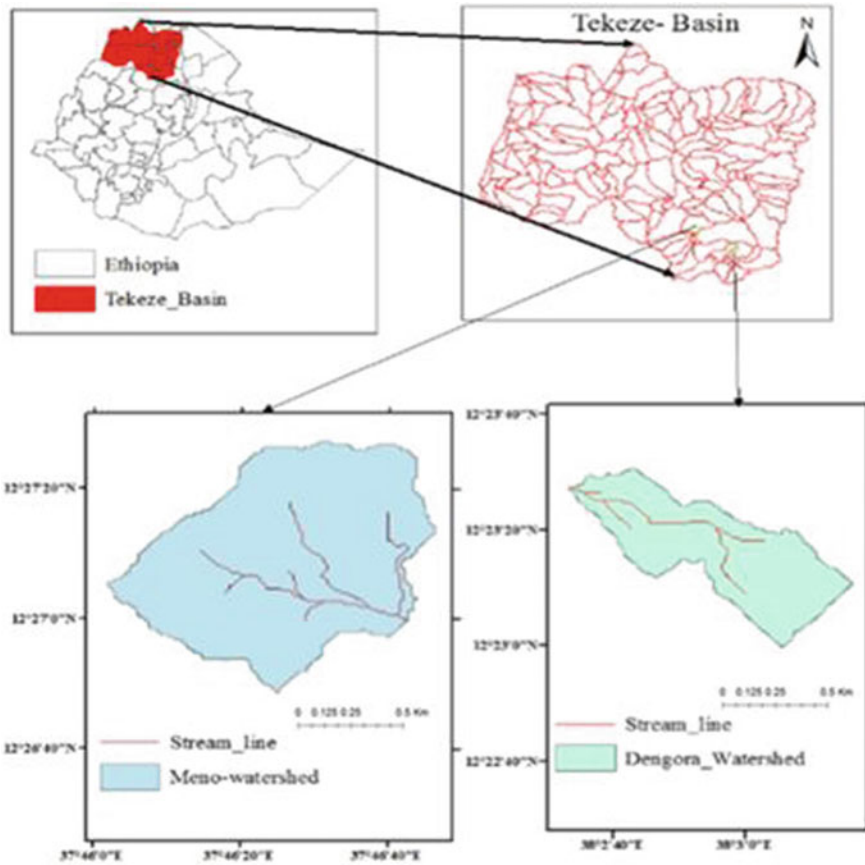 Tekeze- Basin
N
Ethiopia
Tekeze_Basin
12°27'20"N
12°27'0"N
12°26'40"N
0 0.125 0.25 0.5 Km
Stream_line
Meno-watershed
37°46'0"E
37°46'20"E
37°46'40"E
12°23'40"N
12°23'20"N
12°23'0"N
12°22'40"N
0 0.125 0.25 0.5 Km
Stream_line
Dengora_Watershed
38°2'40"E
38°3'0"E